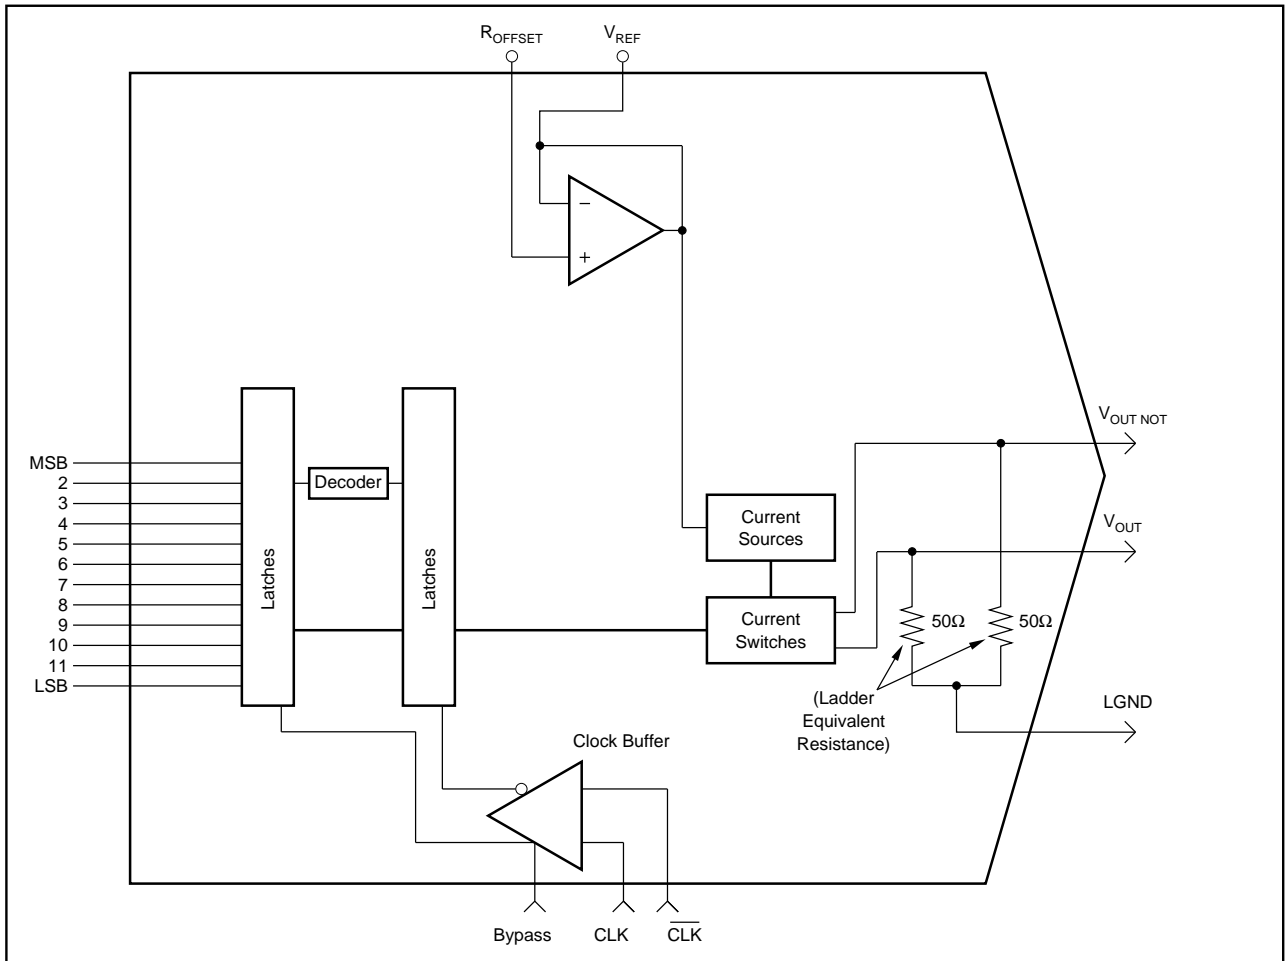 R_OFFSET
V_REF
−
+
MSB
2
3
4
5
6
7
8
9
10
11
LSB
Latches
Decoder
Latches
Current
Sources
Current
Switches
V_OUT NOT
V_OUT
50Ω
50Ω
(Ladder
Equivalent
Resistance)
LGND
Clock Buffer
Bypass
CLK
C̅L̅K̅